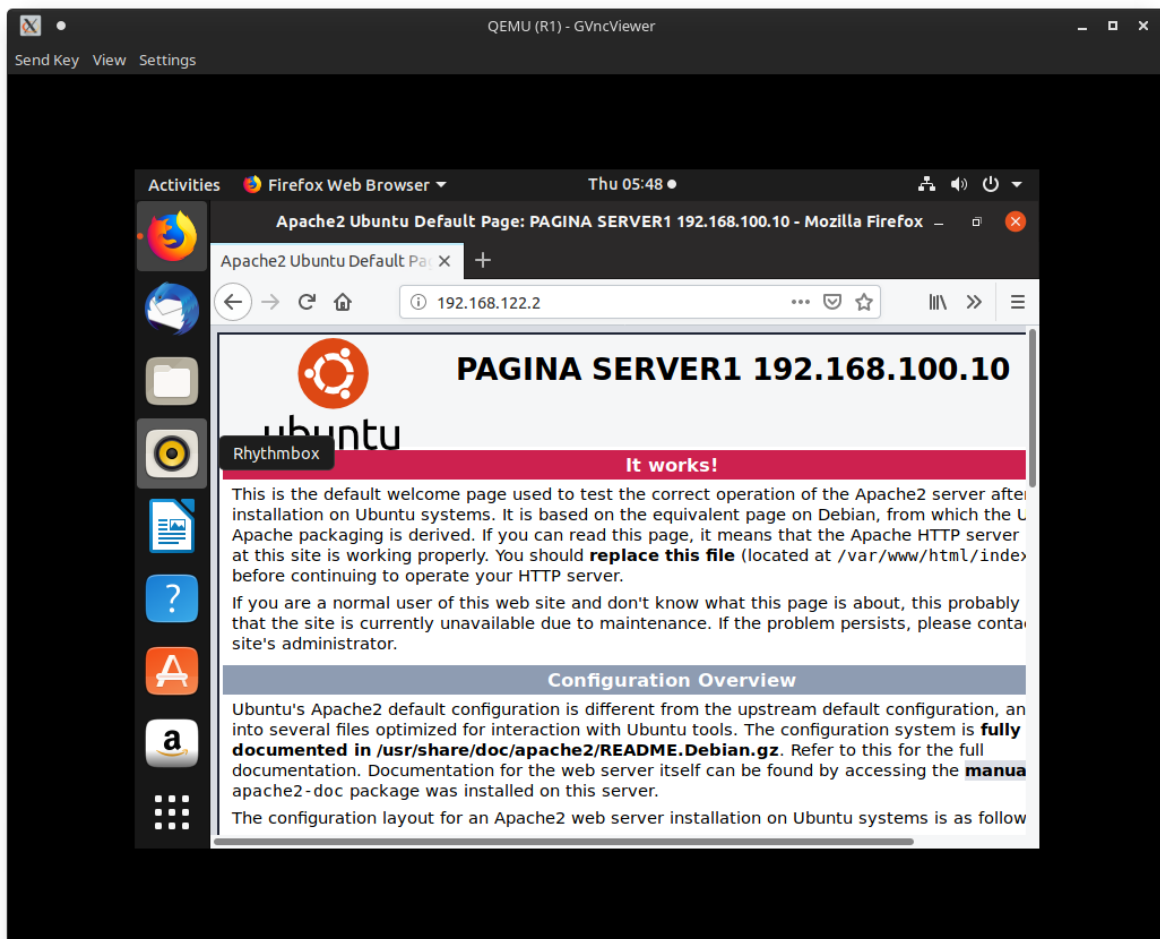 QEMU (R1) - GVncViewer
Send Key View Settings
Activities Firefox Web Browser Thu 05:48
Apache2 Ubuntu Default Page: PAGINA SERVER1 192.168.100.10 - Mozilla Firefox
Apache2 Ubuntu Default Pa
192.168.122.2
PAGINA SERVER1 192.168.100.10
ubuntu
Rhythmbox
It works!
This is the default welcome page used to test the correct operation of the Apache2 server after
installation on Ubuntu systems. It is based on the equivalent page on Debian, from which the U
Apache packaging is derived. If you can read this page, it means that the Apache HTTP server
at this site is working properly. You should replace this file (located at /var/www/html/index
before continuing to operate your HTTP server.
If you are a normal user of this web site and don't know what this page is about, this probably
that the site is currently unavailable due to maintenance. If the problem persists, please conta
site's administrator.
Configuration Overview
Ubuntu's Apache2 default configuration is different from the upstream default configuration, an
into several files optimized for interaction with Ubuntu tools. The configuration system is fully
documented in /usr/share/doc/apache2/README.Debian.gz. Refer to this for the full
documentation. Documentation for the web server itself can be found by accessing the manua
apache2-doc package was installed on this server.
The configuration layout for an Apache2 web server installation on Ubuntu systems is as follow